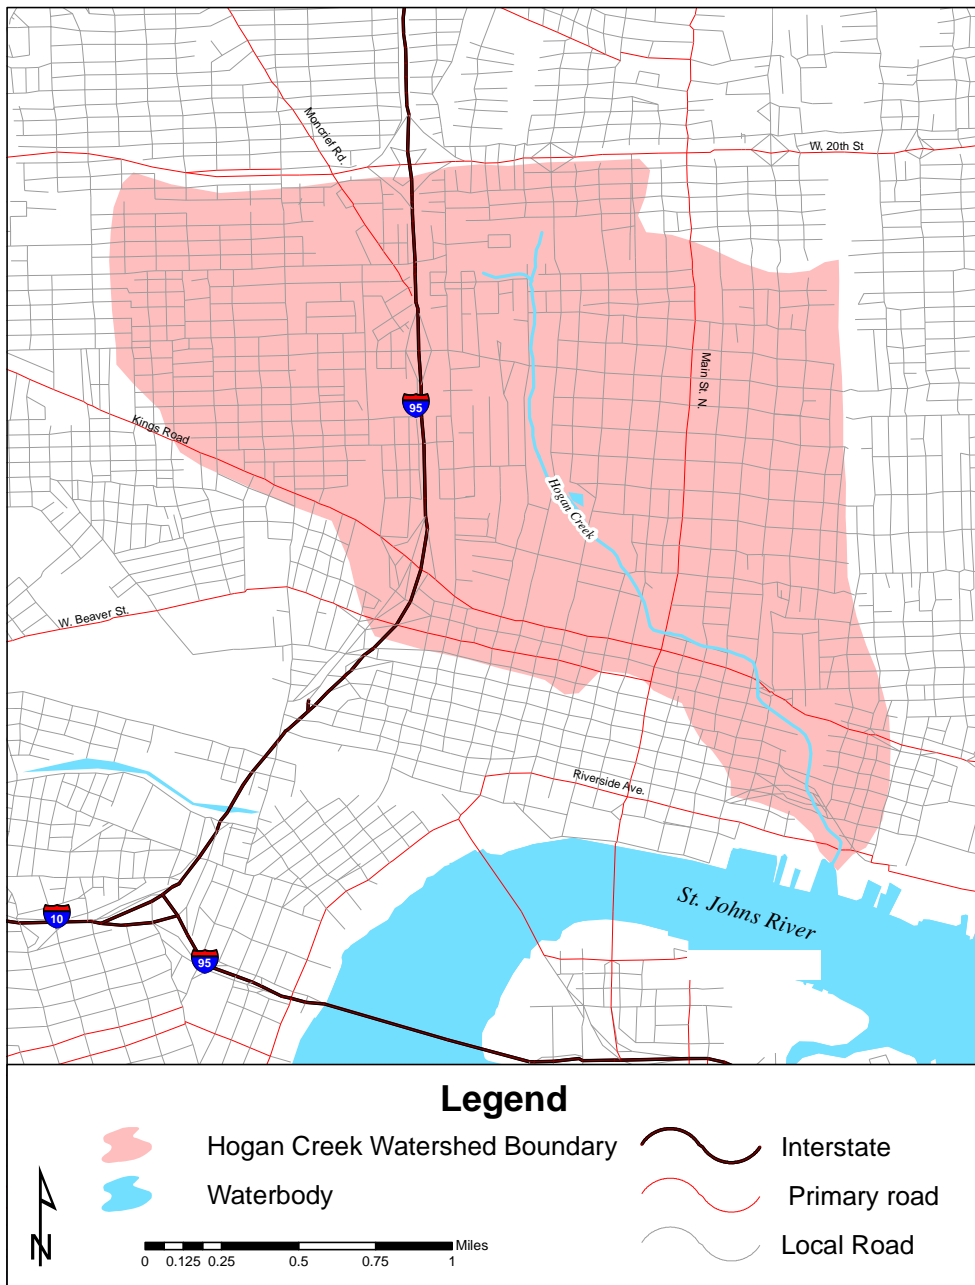 Moncrief Rd.
W. 20th St
Main St. N.
95
Kings Road
Hogan Creek
W. Beaver St.
Riverside Ave.
St. Johns River
10
95
Legend
Hogan Creek Watershed Boundary
Interstate
Waterbody
Primary road
Local Road
N
Miles
0 0.125 0.25 0.5 0.75 1